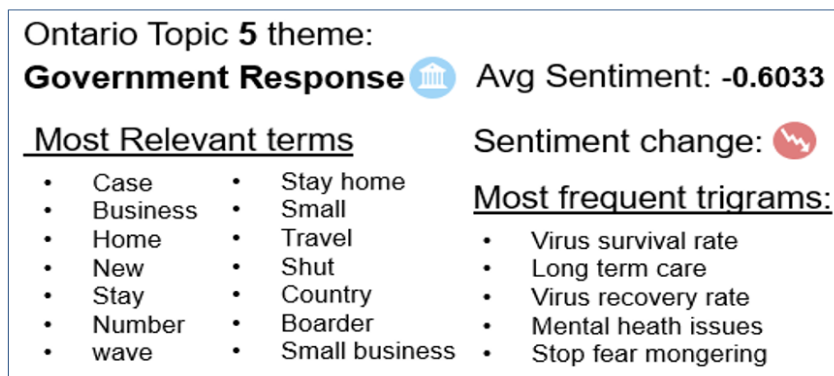 Ontario Topic 5 theme:
Government Response
Avg Sentiment: -0.6033
Most Relevant terms
• Case
• Business
• Home
• New
• Stay
• Number
• wave
• Stay home
• Small
• Travel
• Shut
• Country
• Boarder
• Small business
Sentiment change:
Most frequent trigrams:
• Virus survival rate
• Long term care
• Virus recovery rate
• Mental heath issues
• Stop fear mongering